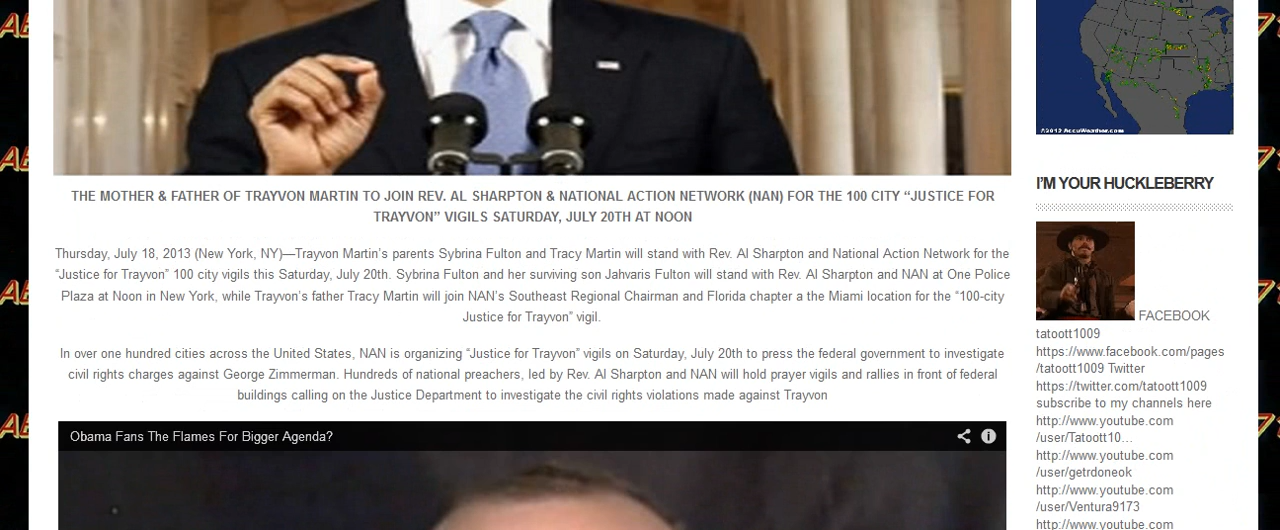 THE MOTHER & FATHER OF TRAYVON MARTIN TO JOIN REV. AL SHARPTON & NATIONAL ACTION NETWORK (NAN) FOR THE 100 CITY “JUSTICE FOR
TRAYVON” VIGILS SATURDAY, JULY 20TH AT NOON
Thursday, July 18, 2013 (New York, NY)—Trayvon Martin’s parents Sybrina Fulton and Tracy Martin will stand with Rev. Al Sharpton and National Action Network for the
“Justice for Trayvon” 100 city vigils this Saturday, July 20th. Sybrina Fulton and her surviving son Jahvaris Fulton will stand with Rev. Al Sharpton and NAN at One Police
Plaza at Noon in New York, while Trayvon’s father Tracy Martin will join NAN’s Southeast Regional Chairman and Florida chapter a the Miami location for the “100-city
Justice for Trayvon” vigil.
In over one hundred cities across the United States, NAN is organizing “Justice for Trayvon” vigils on Saturday, July 20th to press the federal government to investigate
civil rights charges against George Zimmerman. Hundreds of national preachers, led by Rev. Al Sharpton and NAN will hold prayer vigils and rallies in front of federal
buildings calling on the Justice Department to investigate the civil rights violations made against Trayvon
Obama Fans The Flames For Bigger Agenda?
AccuWeather.com
I’M YOUR HUCKLEBERRY
FACEBOOK
tatoott1009
https://www.facebook.com/pages
/tatoott1009 Twitter
https://twitter.com/tatoott1009
subscribe to my channels here
http://www.youtube.com
/user/Tatoott10…
http://www.youtube.com
/user/getrdoneok
http://www.youtube.com
/user/Ventura9173
http://www.youtube.com